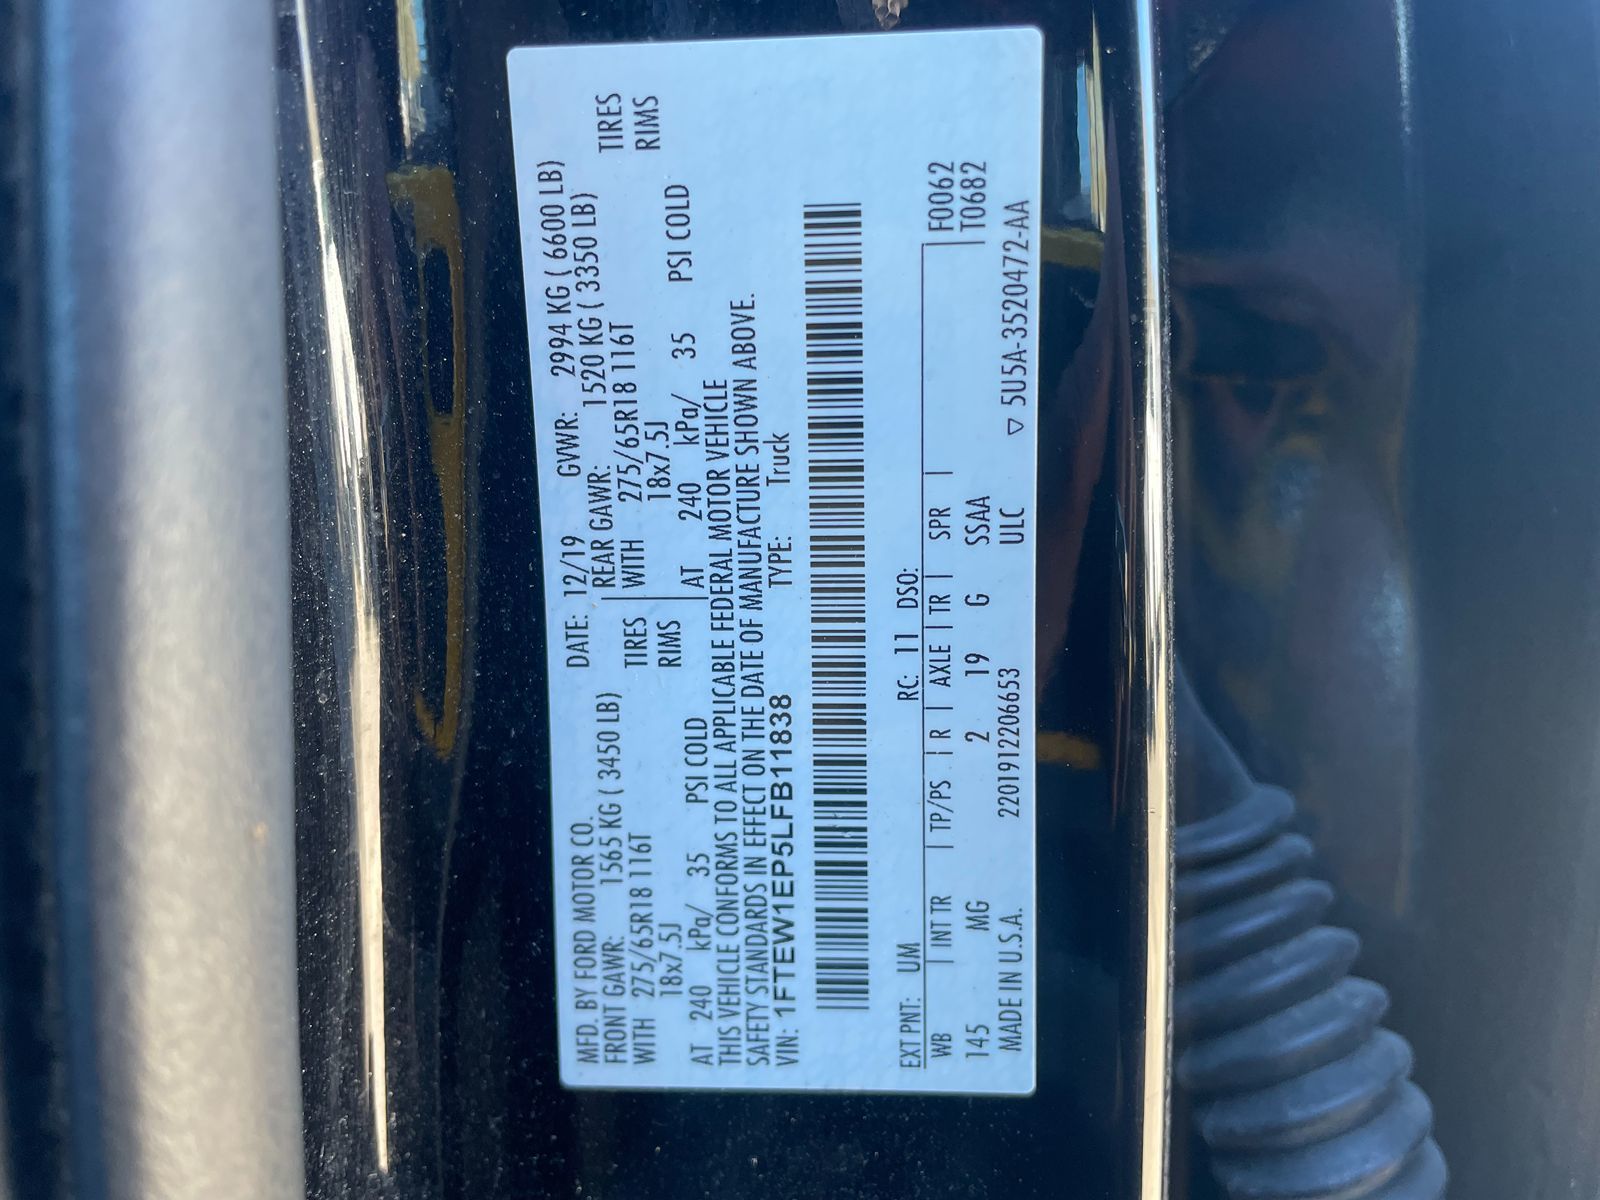 MFD. BY FORD MOTOR CO. DATE: 12/19 GVWR: 2994 KG ( 6600 LB)
FRONT GAWR: 1565 KG ( 3450 LB) REAR GAWR: 1520 KG ( 3350 LB)
WITH 275/65R18 116T TIRES WITH 275/65R18 116T TIRES
18x7.5J RIMS 18x7.5J RIMS
AT 240 kPa/ 35 PSI COLD AT 240 kPa/ 35 PSI COLD
THIS VEHICLE CONFORMS TO ALL APPLICABLE FEDERAL MOTOR VEHICLE
SAFETY STANDARDS IN EFFECT ON THE DATE OF MANUFACTURE SHOWN ABOVE.
VIN: 1FTEW1EP5LFB11838 TYPE: Truck
EXT PNT: UM RC: 11 DSO: F0062
WB | INT TR | TP/PS | R | AXLE | TR | SPR | T0682
145 MG 2 19 G SSAA
MADE IN U.S.A. 2201912206653 ULC ▽ 5U5A-3520472-AA